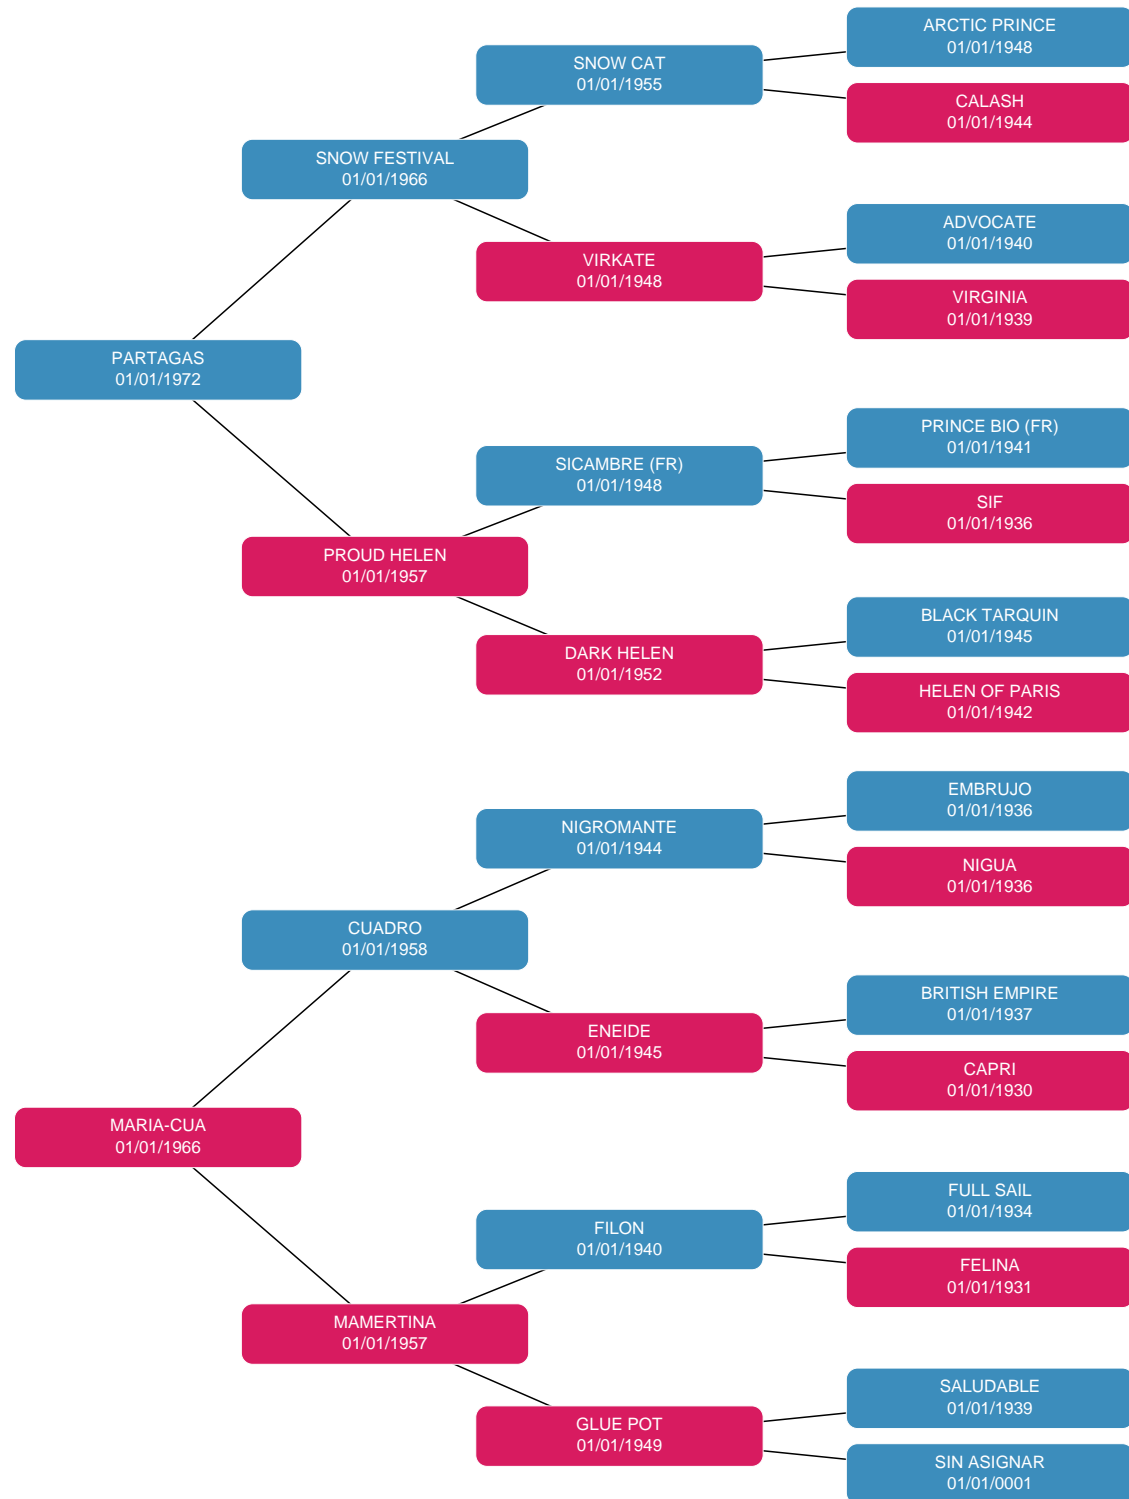 ARCTIC PRINCE
01/01/1948
SNOW CAT
01/01/1955
CALASH
01/01/1944
SNOW FESTIVAL
01/01/1966
ADVOCATE
01/01/1940
VIRKATE
01/01/1948
VIRGINIA
01/01/1939
PARTAGAS
01/01/1972
PRINCE BIO (FR)
01/01/1941
SICAMBRE (FR)
01/01/1948
SIF
01/01/1936
PROUD HELEN
01/01/1957
BLACK TARQUIN
01/01/1945
DARK HELEN
01/01/1952
HELEN OF PARIS
01/01/1942
EMBRUJO
01/01/1936
NIGROMANTE
01/01/1944
NIGUA
01/01/1936
CUADRO
01/01/1958
BRITISH EMPIRE
01/01/1937
ENEIDE
01/01/1945
CAPRI
01/01/1930
MARIA-CUA
01/01/1966
FULL SAIL
01/01/1934
FILON
01/01/1940
FELINA
01/01/1931
MAMERTINA
01/01/1957
SALUDABLE
01/01/1939
GLUE POT
01/01/1949
SIN ASIGNAR
01/01/0001